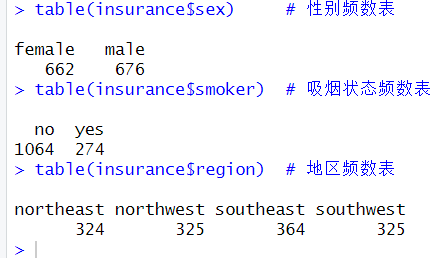 > table(insurance$sex)     # 性别频数表
female   male
   662    676
> table(insurance$smoker)  # 吸烟状态频数表
  no  yes
1064  274
> table(insurance$region)  # 地区频数表
northeast northwest southeast southwest
      324       325       364       325
>